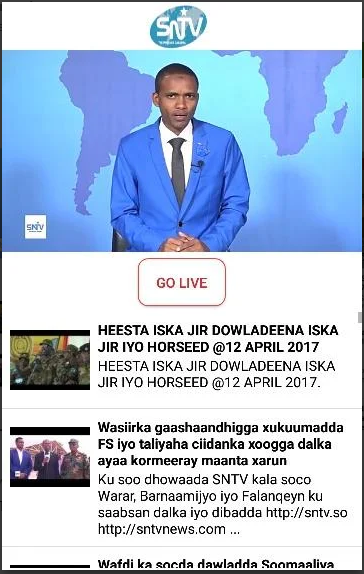 SNTV
SNTV
GO LIVE
HEESTA ISKA JIR DOWLADEENA ISKA
JIR IYO HORSEED @12 APRIL 2017
HEESTA ISKA JIR DOWLADEENA ISKA
JIR IYO HORSEED @12 APRIL 2017.
Wasiirka gaashaandhigga xukuumadda
FS iyo taliyaha ciidanka xoogga dalka
ayaa kormeeray maanta xarun
Ku soo dhowaada SNTV kala soco
Warar, Barnaamijyo iyo Falanqeyn ku
saabsan dalka iyo dibadda http://sntv.so
http://sntvnews.com ...
Wafdi ka socda dawladda Soomaaliya